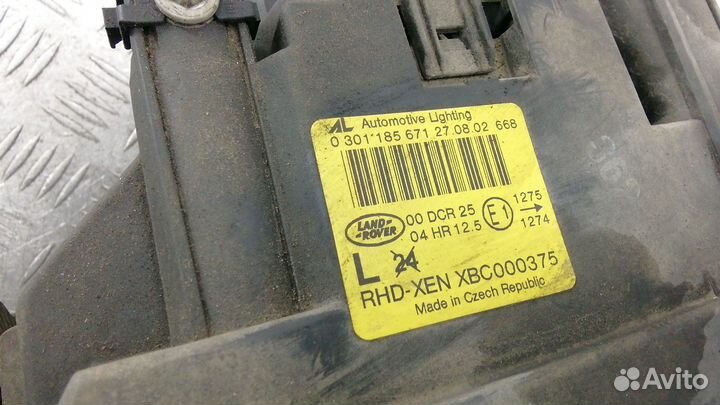 AL Automotive Lighting
0 301 185 671 27.08.02 668
LAND-
-ROVER
00 DCR 25
04 HR 12.5
E1
1275
→
1274
L 24
RHD-XEN XBC000375
Made in Czech Republic
Avito